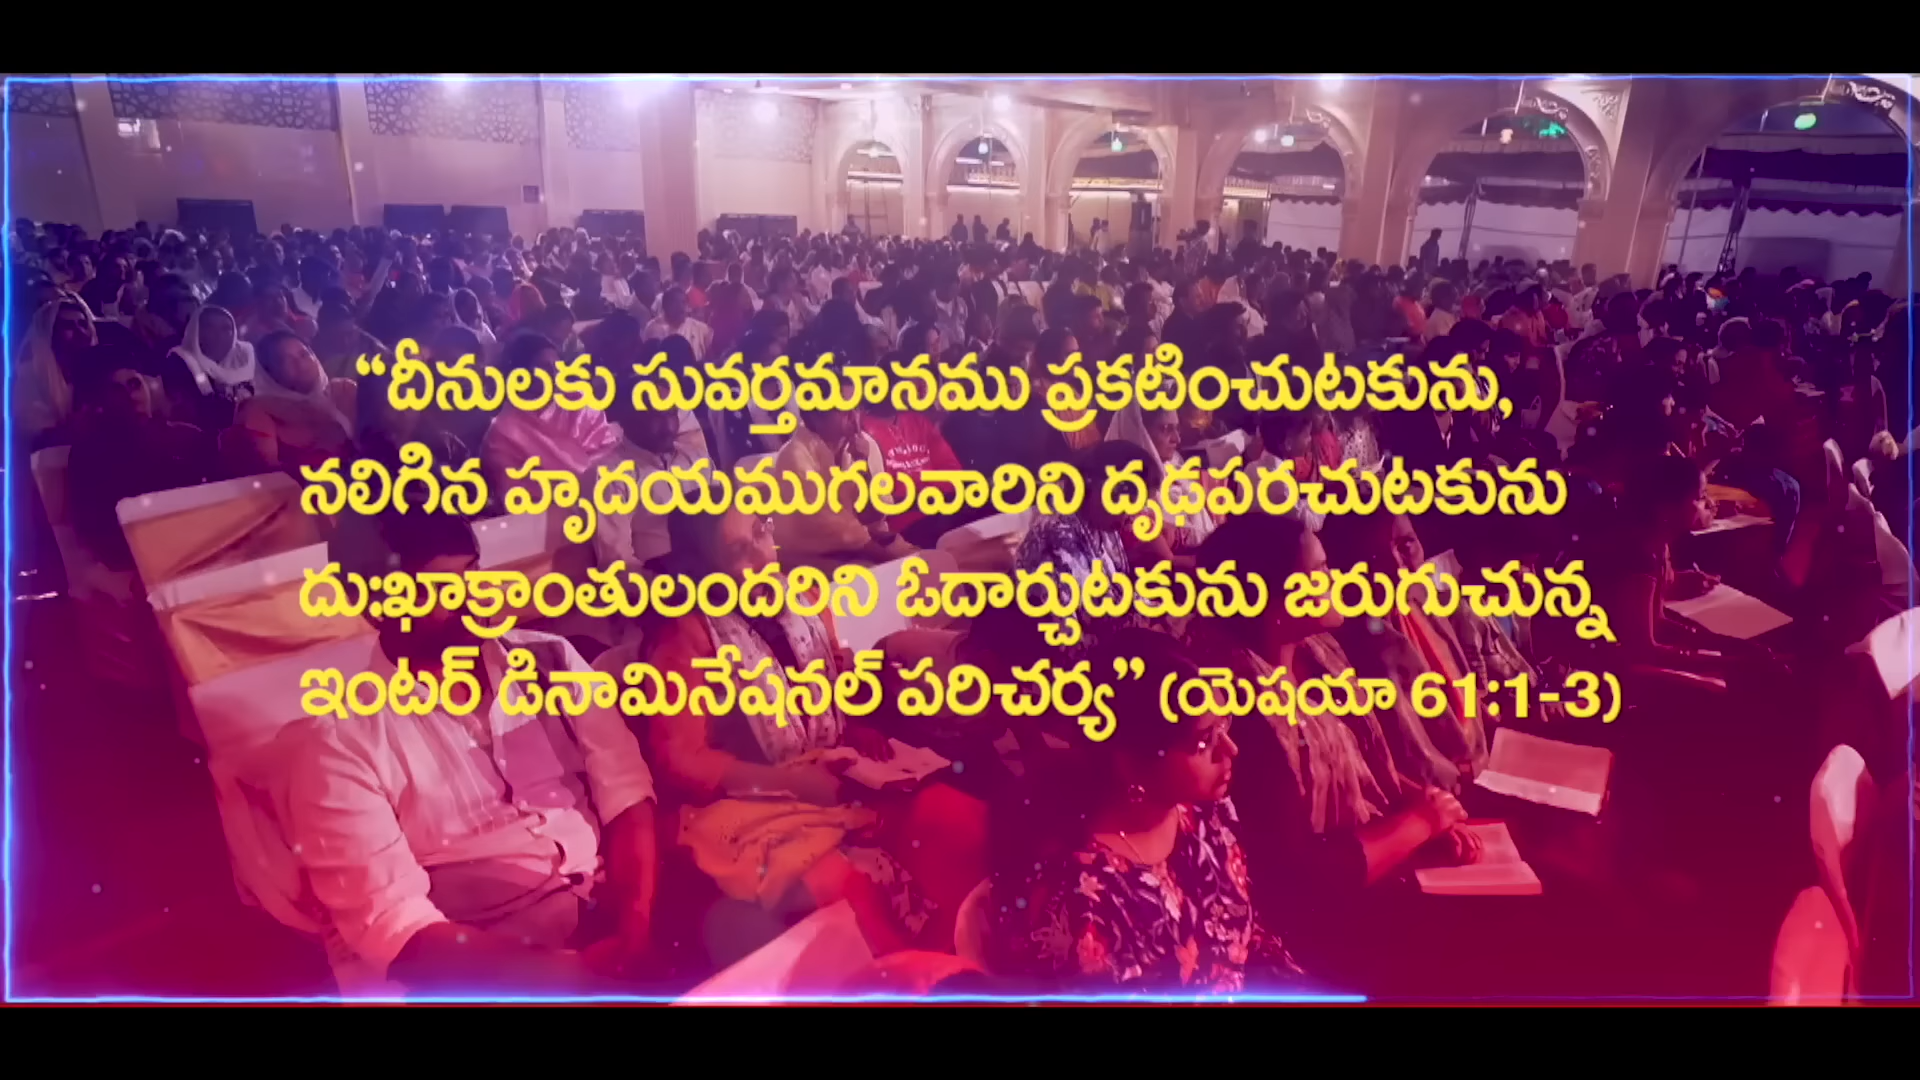 “దీనులకు సువర్తమానము ప్రకటించుటకును,
నలిగిన హృదయముగలవారిని దృఢపరచుటకును
దు:ఖాక్రాంతులందరిని ఓదార్చుటకును జరుగుచున్న
ఇంటర్ డిసామినేషనల్ పరిచర్య” (యెషయా 61:1-3)